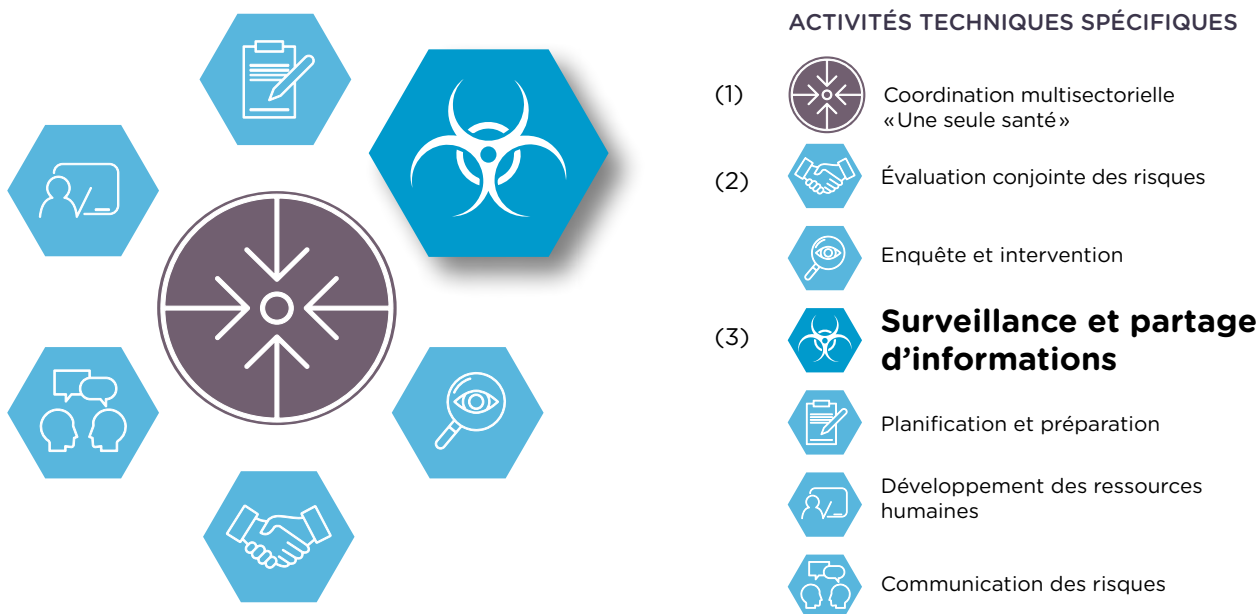 ACTIVITÉS TECHNIQUES SPÉCIFIQUES
(1)
Coordination multisectorielle
«Une seule santé»
(2)
Évaluation conjointe des risques
Enquête et intervention
(3)
Surveillance et partage
d’informations
Planification et préparation
Développement des ressources
humaines
Communication des risques